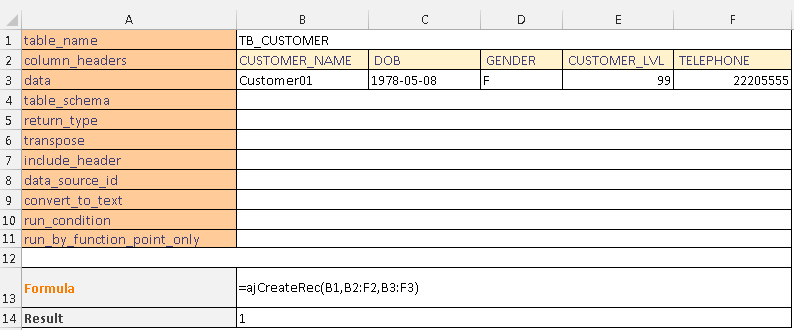 A B C D E F
1 table_name TB_CUSTOMER
2 column_headers CUSTOMER_NAME DOB GENDER CUSTOMER_LVL TELEPHONE
3 data Customer01 1978-05-08 F 99 22205555
4 table_schema
5 return_type
6 transpose
7 include_header
8 data_source_id
9 convert_to_text
10 run_condition
11 run_by_function_point_only
12
13 Formula =ajCreateRec(B1,B2:F2,B3:F3)
14 Result 1